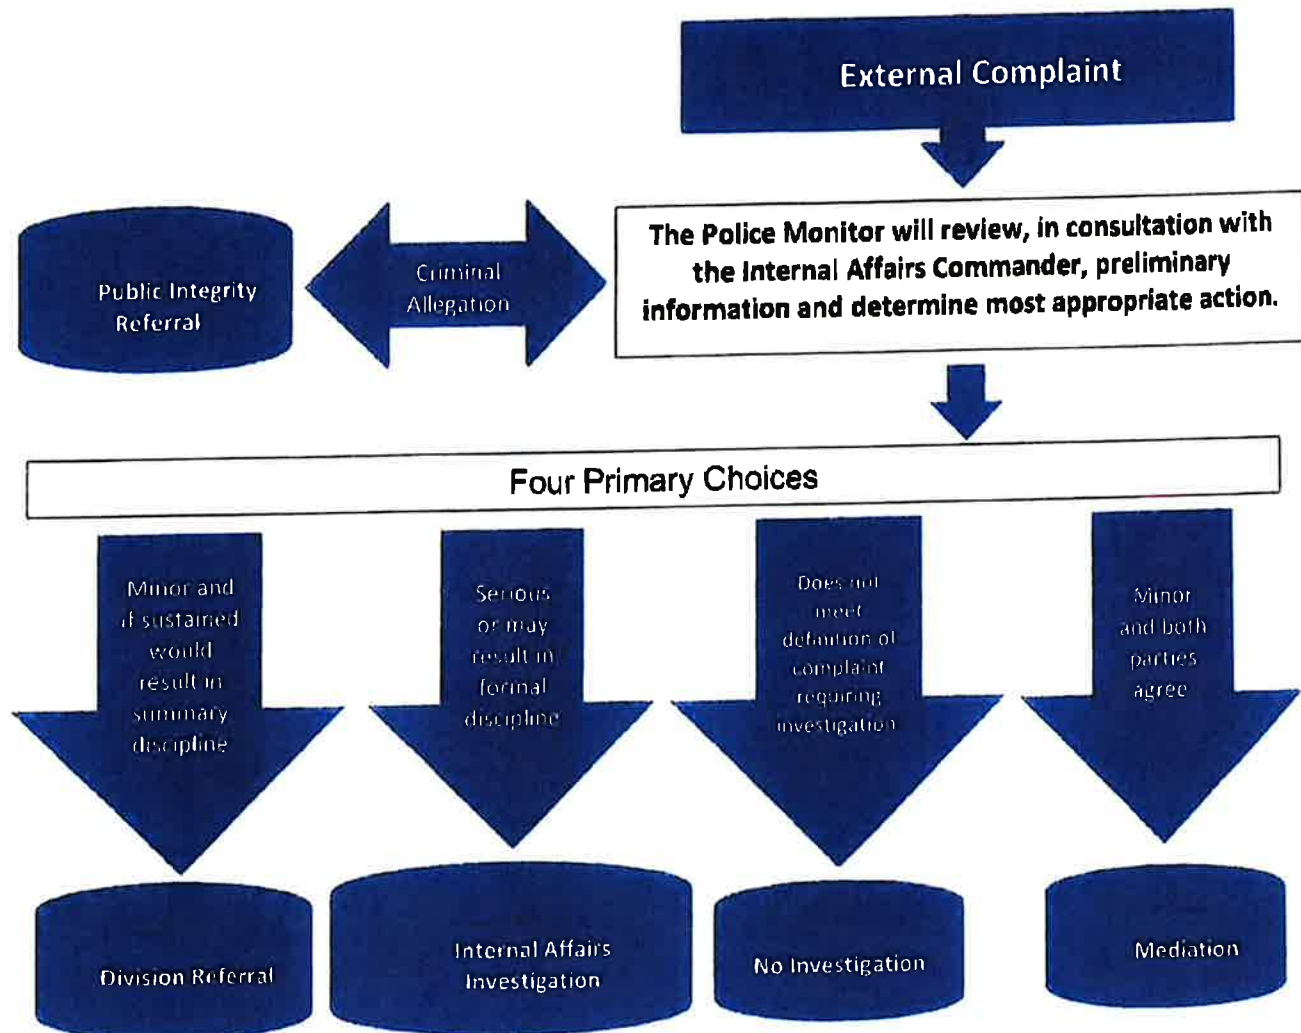 External Complaint
The Police Monitor will review, in consultation with
the Internal Affairs Commander, preliminary
information and determine most appropriate action.
Criminal
Allegation
Public Integrity
Referral
Four Primary Choices
Minor and
if sustained
would
result in
summary
discipline
Serious
or may
result in
formal
discipline
Does not
meet
definition of
complaint
requiring
investigation
Minor
and both
parties
agree
Division Referral
Internal Affairs
Investigation
No Investigation
Mediation